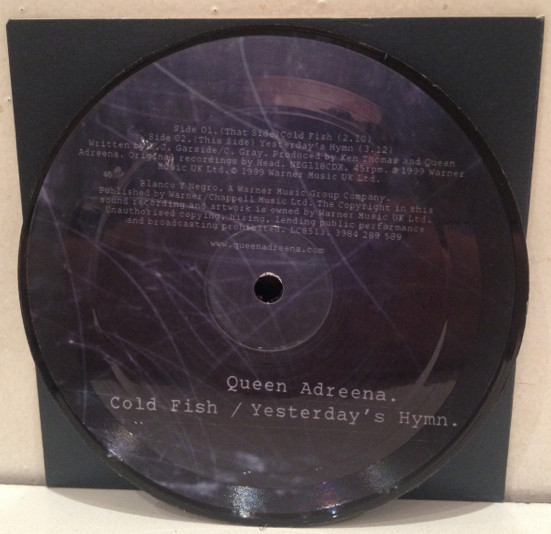 Side 01.(That Side)Cold Fish (2.10)
Side 02.(This Side) Yesterday's Hymn (3.12)
Written by K.J. Garside/C. Gray. Produced by Ken Thomas and Queen
Adreena. Original recordings by Head. NEG118CDX. 45rpm. ℗ 1999 Warner
Music UK Ltd. © 1999 Warner Music UK Ltd.
Blanco Y Negro. A Warner Music Group Company.
Published by Warner/Chappell Music Ltd. The Copyright in this
sound recording and artwork is owned by Warner Music UK Ltd.
Unauthorised copying, hiring. Lending public performance
and broadcasting prohibited. LC6513. 3984 289 589
www.queenadreena.com
Queen Adreena.
Cold Fish / Yesterday's Hymn.